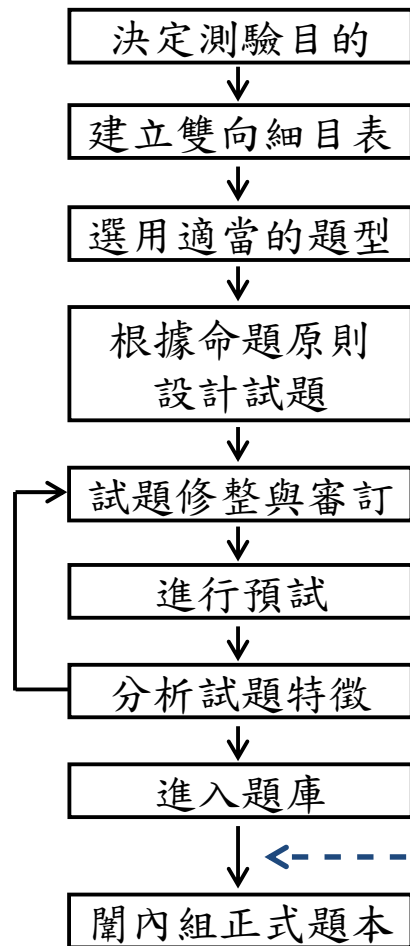 決定測驗目的
建立雙向細目表
選用適當的題型
根據命題原則
設計試題
試題修整與審訂
進行預試
分析試題特徵
進入題庫
闈內組正式題本